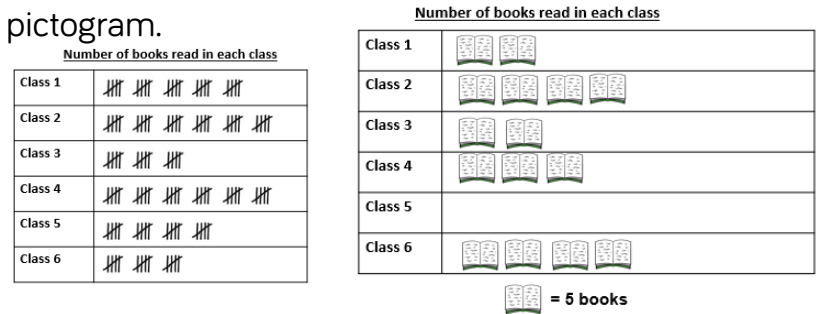 pictogram.
Number of books read in each class
Class 1
Class 2
Class 3
Class 4
Class 5
Class 6
Number of books read in each class
Class 1
Class 2
Class 3
Class 4
Class 5
Class 6
= 5 books